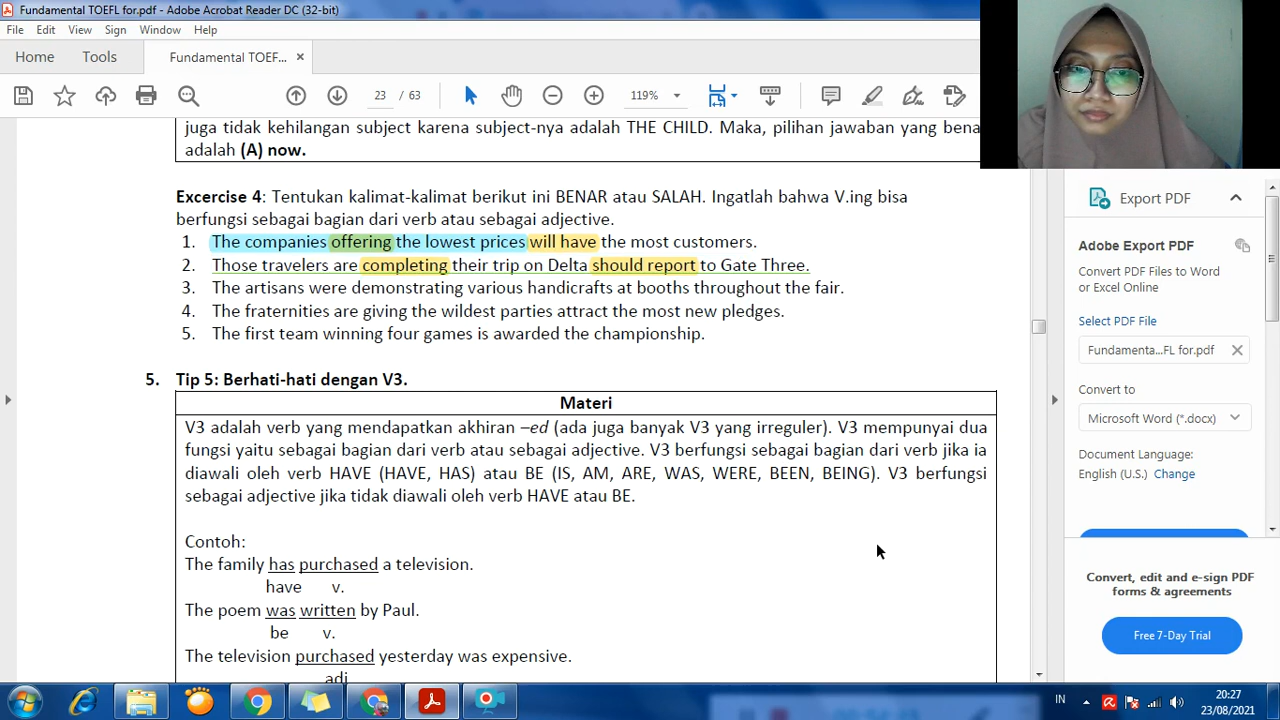 Fundamental TOEFL for.pdf - Adobe Acrobat Reader DC (32-bit)
File Edit View Sign Window Help
Home Tools Fundamental TOEF... ×
23 / 63 119%
juga tidak kehilangan subject karena subject-nya adalah THE CHILD. Maka, pilihan jawaban yang bena
adalah (A) now.
Excercise 4: Tentukan kalimat-kalimat berikut ini BENAR atau SALAH. Ingatlah bahwa V.ing bisa
berfungsi sebagai bagian dari verb atau sebagai adjective.
1. The companies offering the lowest prices will have the most customers.
2. Those travelers are completing their trip on Delta should report to Gate Three.
3. The artisans were demonstrating various handicrafts at booths throughout the fair.
4. The fraternities are giving the wildest parties attract the most new pledges.
5. The first team winning four games is awarded the championship.
5. Tip 5: Berhati-hati dengan V3.
Materi
V3 adalah verb yang mendapatkan akhiran –ed (ada juga banyak V3 yang irreguler). V3 mempunyai dua
fungsi yaitu sebagai bagian dari verb atau sebagai adjective. V3 berfungsi sebagai bagian dari verb jika ia
diawali oleh verb HAVE (HAVE, HAS) atau BE (IS, AM, ARE, WAS, WERE, BEEN, BEING). V3 berfungsi
sebagai adjective jika tidak diawali oleh verb HAVE atau BE.
Contoh:
The family has purchased a television.
have v.
The poem was written by Paul.
be v.
The television purchased yesterday was expensive.
adj
Export PDF
Adobe Export PDF
Convert PDF Files to Word
or Excel Online
Select PDF File
Fundamenta...FL for.pdf ×
Convert to
Microsoft Word (*.docx)
Document Language:
English (U.S.) Change
Convert, edit and e-sign PDF
forms & agreements
Free 7-Day Trial
IN
20:27
23/08/2021